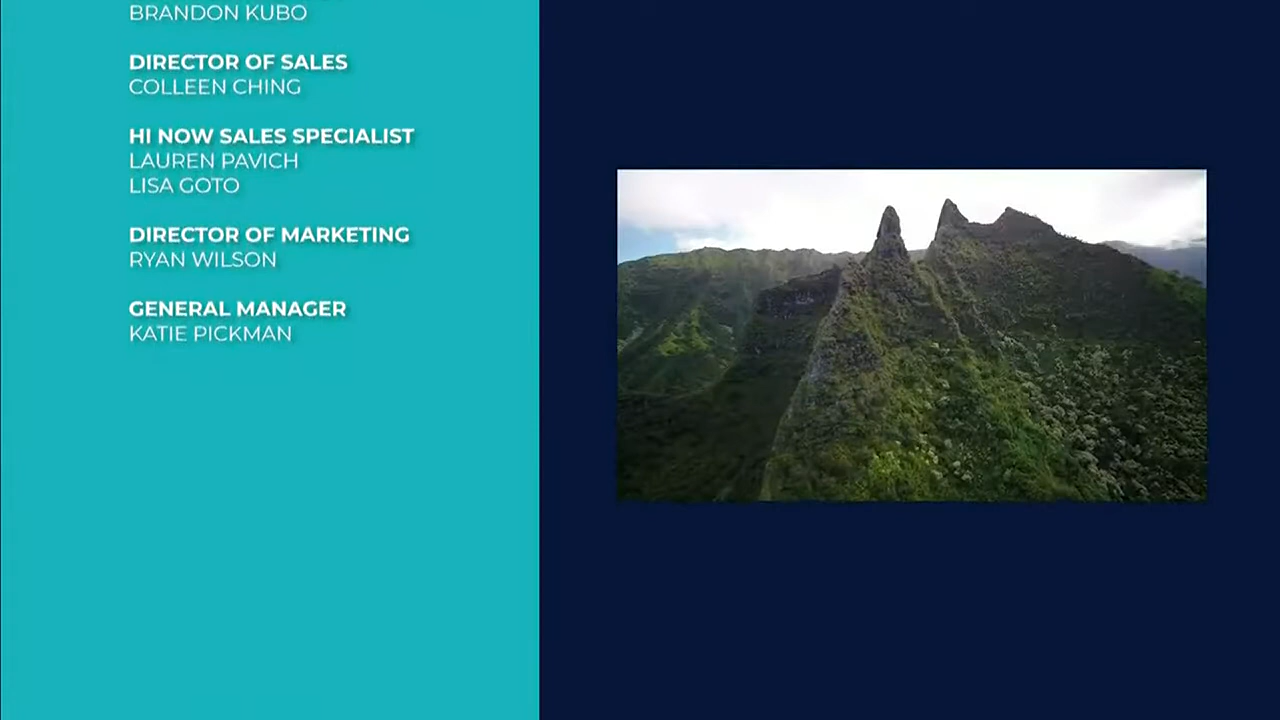 BRANDON KUBO
DIRECTOR OF SALES
COLLEEN CHING
HI NOW SALES SPECIALIST
LAUREN PAVICH
LISA GOTO
DIRECTOR OF MARKETING
RYAN WILSON
GENERAL MANAGER
KATIE PICKMAN